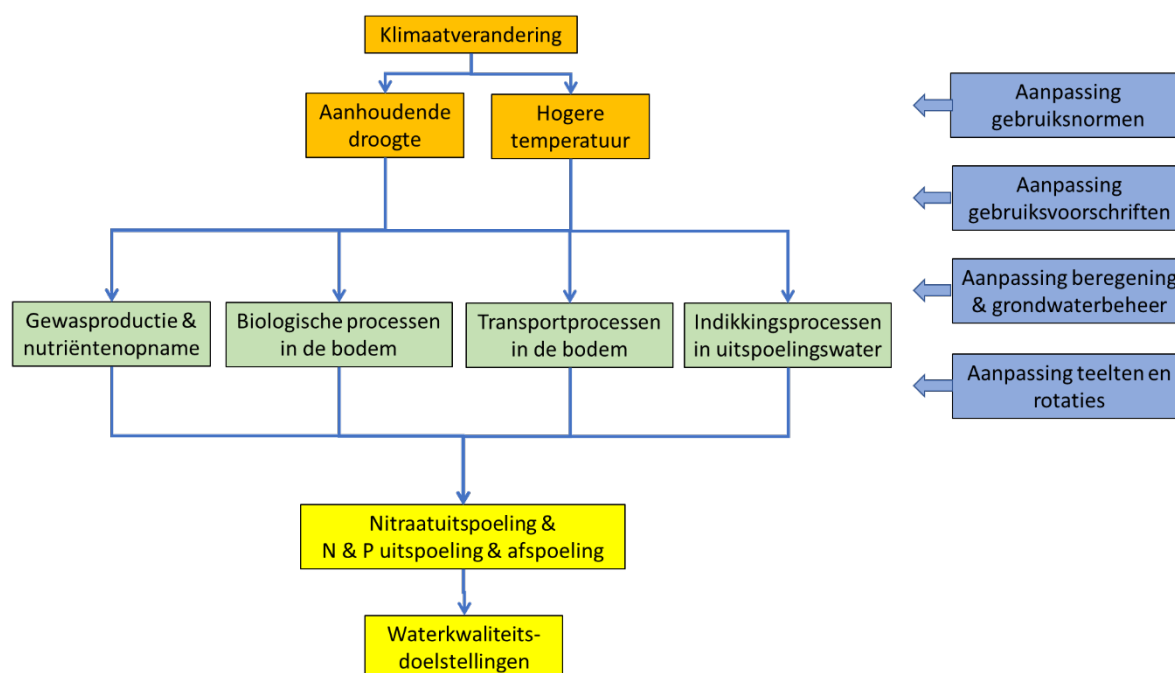 Klimaatverandering
Aanhoudende
droogte
Hogere
temperatuur
Gewasproductie &
nutriëntenopname
Biologische processen
in de bodem
Transportprocessen
in de bodem
Indikkingsprocessen
in uitspoelingswater
Nitraatuitspoeling &
N & P uitspoeling & afspoeling
Waterkwaliteits-
doelstellingen
Aanpassing
gebruiksnormen
Aanpassing
gebruiksvoorschriften
Aanpassing beregening
& grondwaterbeheer
Aanpassing teelten en
rotaties